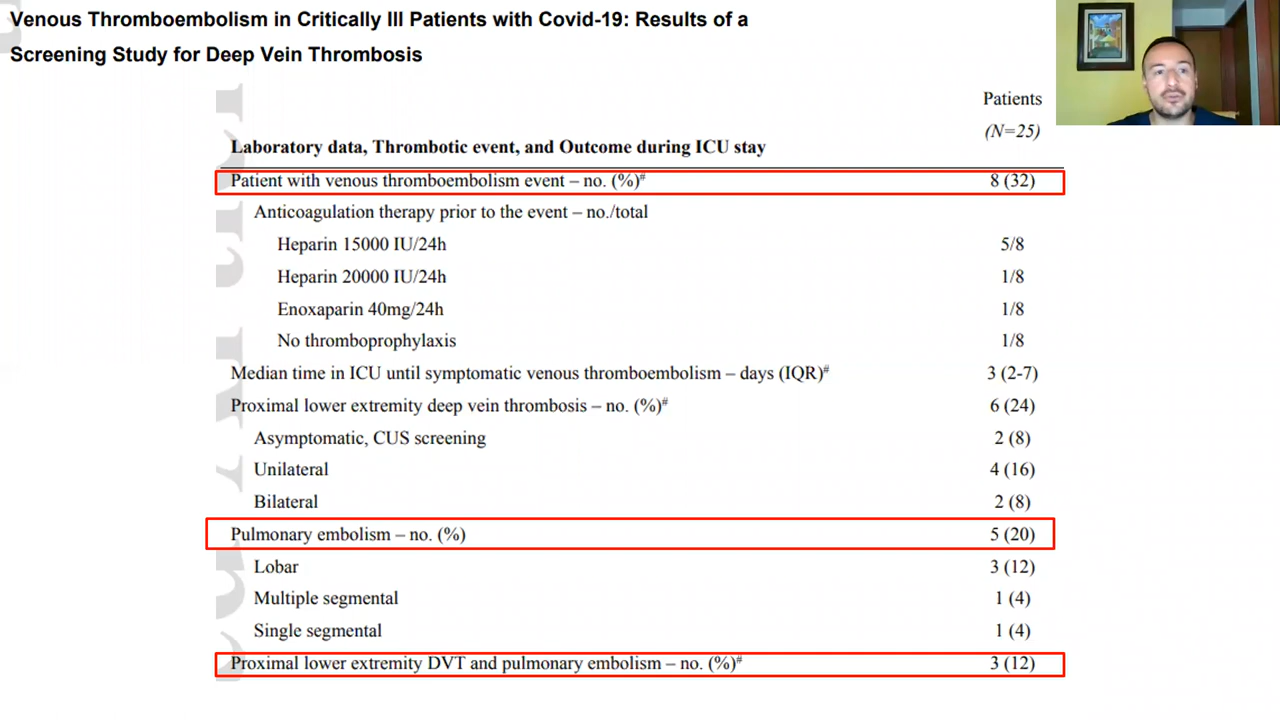 Venous Thromboembolism in Critically Ill Patients with Covid-19: Results of a
Screening Study for Deep Vein Thrombosis
Patients
(N=25)
Laboratory data, Thrombotic event, and Outcome during ICU stay
Patient with venous thromboembolism event – no. (%)# 8 (32)
Anticoagulation therapy prior to the event – no./total
Heparin 15000 IU/24h 5/8
Heparin 20000 IU/24h 1/8
Enoxaparin 40mg/24h 1/8
No thromboprophylaxis 1/8
Median time in ICU until symptomatic venous thromboembolism – days (IQR)# 3 (2-7)
Proximal lower extremity deep vein thrombosis – no. (%)# 6 (24)
Asymptomatic, CUS screening 2 (8)
Unilateral 4 (16)
Bilateral 2 (8)
Pulmonary embolism – no. (%) 5 (20)
Lobar 3 (12)
Multiple segmental 1 (4)
Single segmental 1 (4)
Proximal lower extremity DVT and pulmonary embolism – no. (%)# 3 (12)